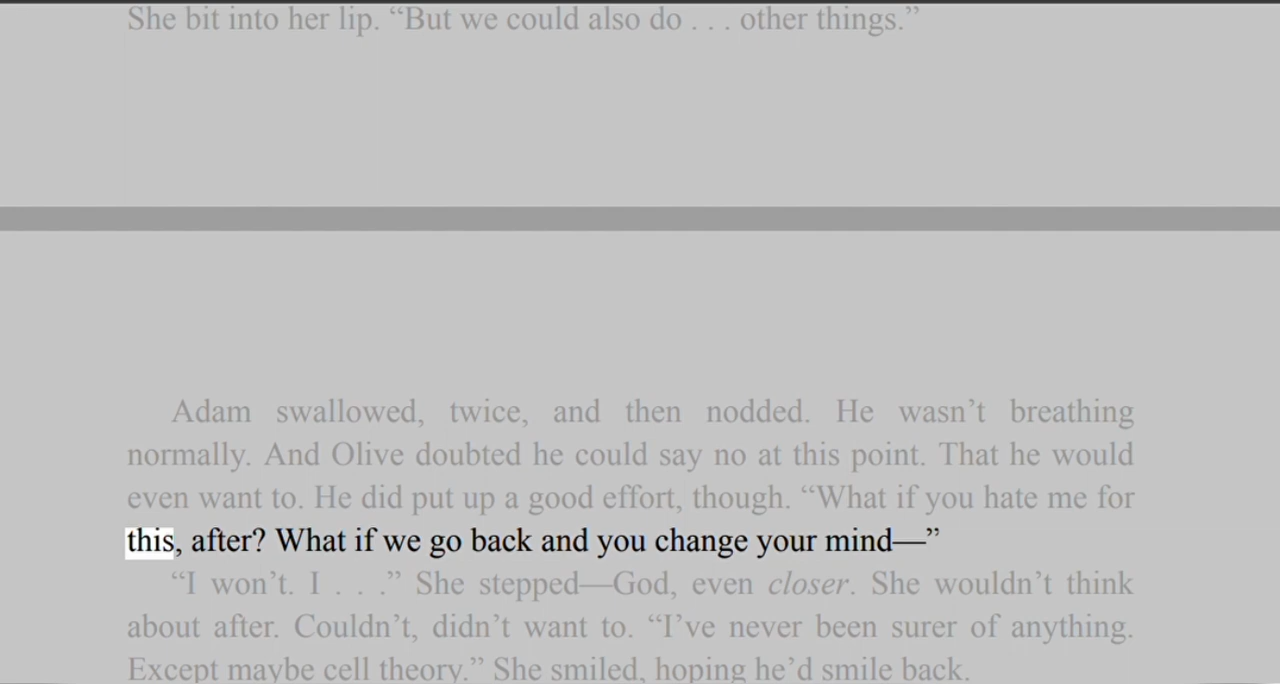 She bit into her lip. “But we could also do . . . other things.”
Adam swallowed, twice, and then nodded. He wasn’t breathing
normally. And Olive doubted he could say no at this point. That he would
even want to. He did put up a good effort, though. “What if you hate me for
this, after? What if we go back and you change your mind—”
“I won’t. I . . .” She stepped—God, even closer. She wouldn’t think
about after. Couldn’t, didn’t want to. “I’ve never been surer of anything.
Except maybe cell theory.” She smiled, hoping he’d smile back.